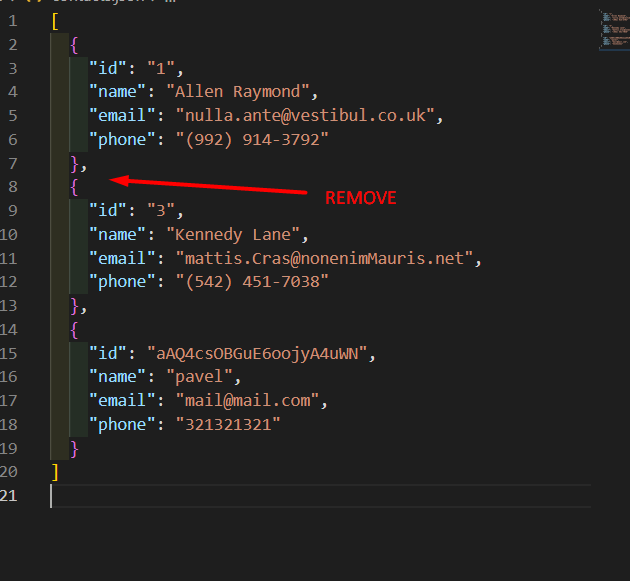 1 [
2 {
3 "id": "1",
4 "name": "Allen Raymond",
5 "email": "nulla.ante@vestibul.co.uk",
6 "phone": "(992) 914-3792"
7 },
8 {
REMOVE
9 "id": "3",
10 "name": "Kennedy Lane",
11 "email": "mattis.Cras@nonenimMauris.net",
12 "phone": "(542) 451-7038"
13 },
14 {
15 "id": "aAQ4csOBGuE6oojyA4uWN",
16 "name": "pavel",
17 "email": "mail@mail.com",
18 "phone": "321321321"
19 }
20 ]
21